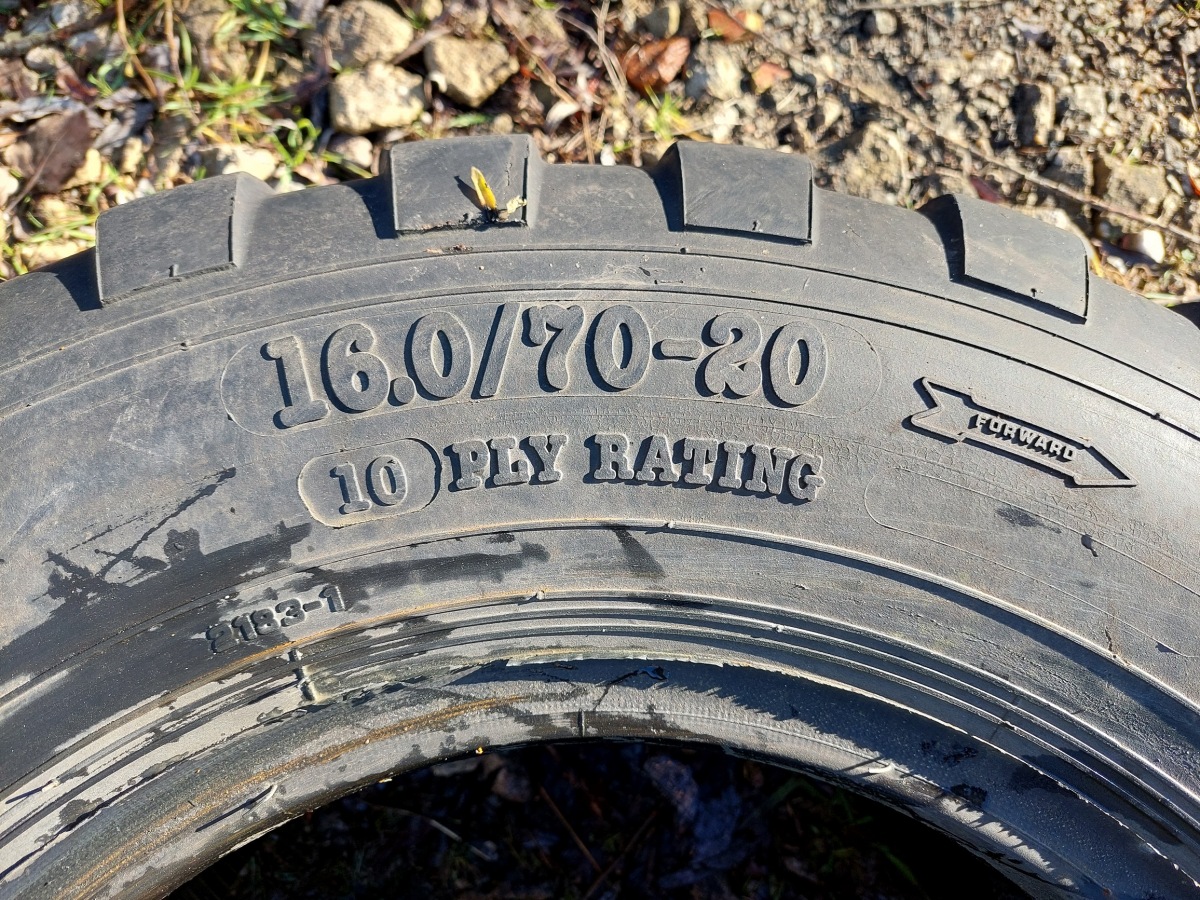 16.0/70-20
FORWARD
10 PLY RATING
2183-1